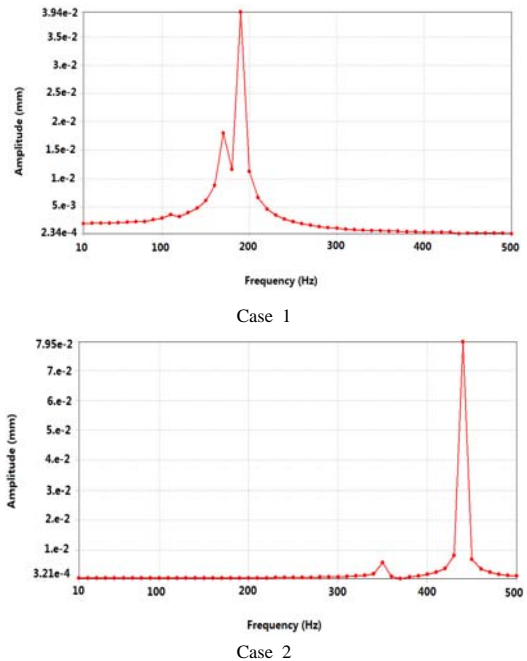 3.94e-2
3.5e-2
3.e-2
2.5e-2
2.e-2
1.5e-2
1.e-2
5.e-3
2.34e-4
Amplitude (mm)
10 100 200 300 400 500
Frequency (Hz)
Case 1
7.95e-2
7.e-2
6.e-2
5.e-2
4.e-2
3.e-2
2.e-2
1.e-2
3.21e-4
Amplitude (mm)
10 100 200 300 400 500
Frequency (Hz)
Case 2